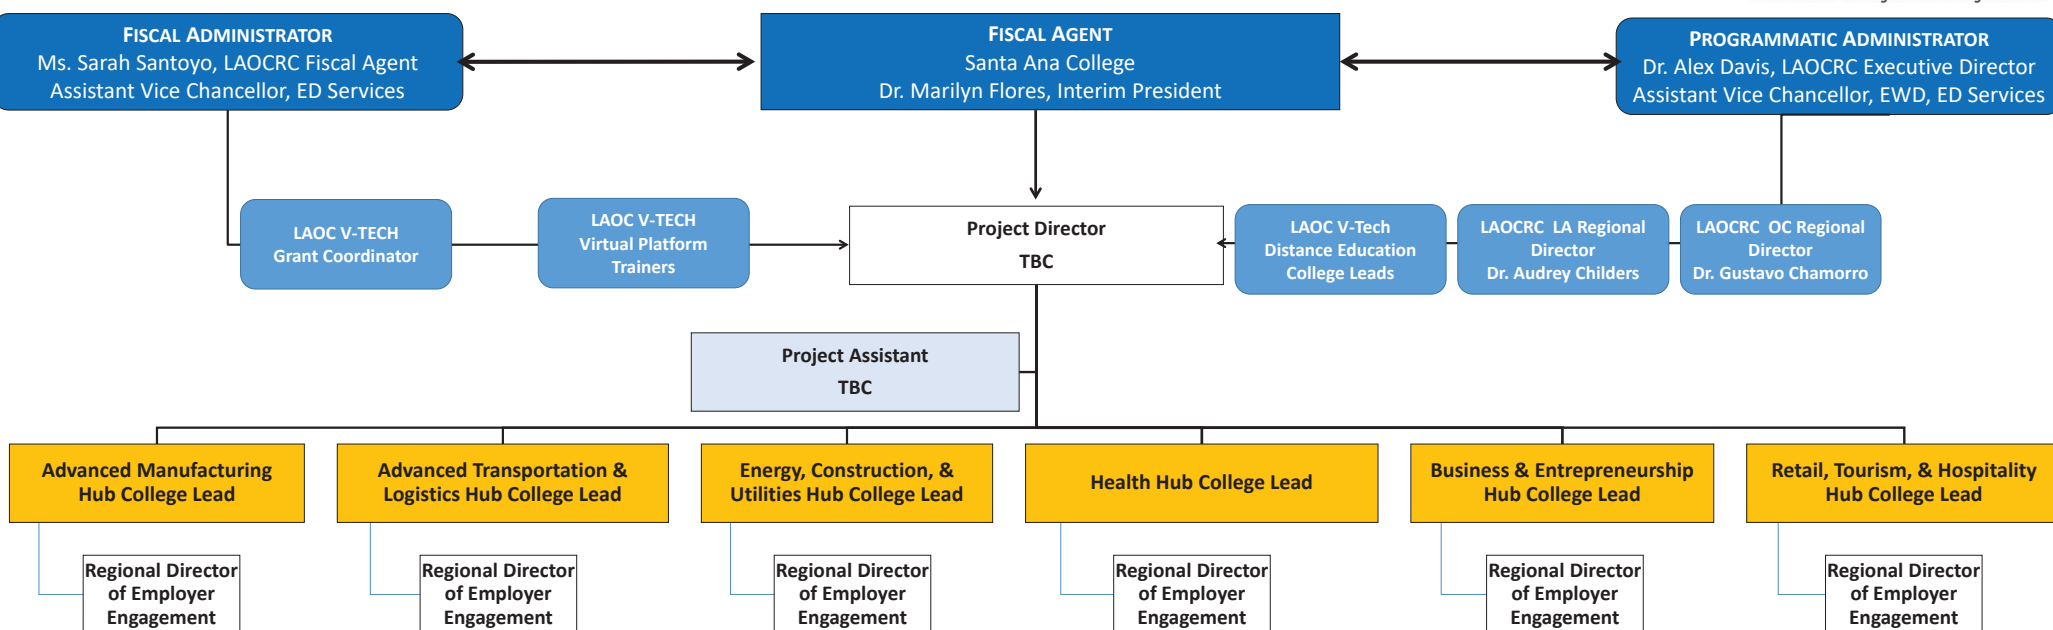 FISCAL ADMINISTRATOR
Ms. Sarah Santoyo, LAOCRC Fiscal Agent
Assistant Vice Chancellor, ED Services
FISCAL AGENT
Santa Ana College
Dr. Marilyn Flores, Interim President
PROGRAMMATIC ADMINISTRATOR
Dr. Alex Davis, LAOCRC Executive Director
Assistant Vice Chancellor, EWD, ED Services
LAOC V-TECH
Grant Coordinator
LAOC V-TECH
Virtual Platform
Trainers
Project Director
TBC
LAOC V-Tech
Distance Education
College Leads
LAOCRC LA Regional
Director
Dr. Audrey Childers
LAOCRC OC Regional
Director
Dr. Gustavo Chamorro
Project Assistant
TBC
Advanced Manufacturing
Hub College Lead
Advanced Transportation &
Logistics Hub College Lead
Energy, Construction, &
Utilities Hub College Lead
Health Hub College Lead
Business & Entrepreneurship
Hub College Lead
Retail, Tourism, & Hospitality
Hub College Lead
Regional Director
of Employer
Engagement
Regional Director
of Employer
Engagement
Regional Director
of Employer
Engagement
Regional Director
of Employer
Engagement
Regional Director
of Employer
Engagement
Regional Director
of Employer
Engagement